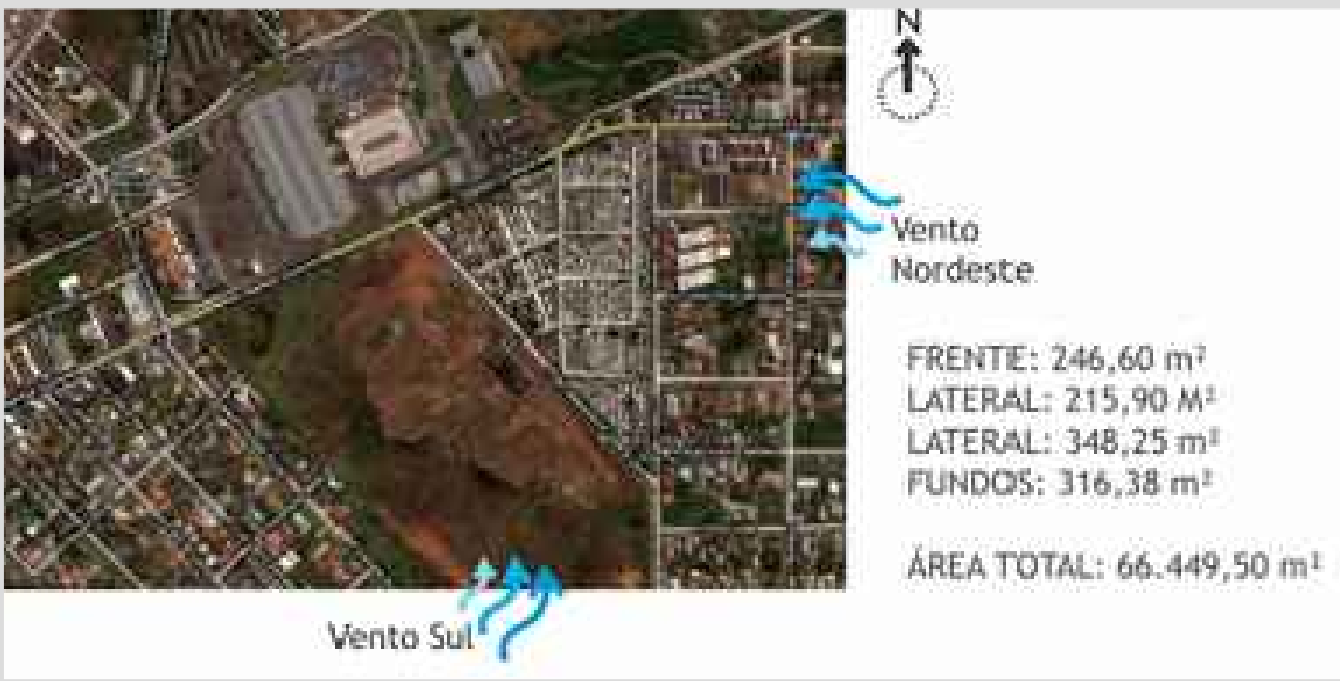 N
Vento
Nordeste
FRENTE: 246,60 m²
LATERAL: 215,90 M²
LATERAL: 348,25 m²
FUNDOS: 316,38 m²
ÁREA TOTAL: 66.449,50 m²
Vento Sul